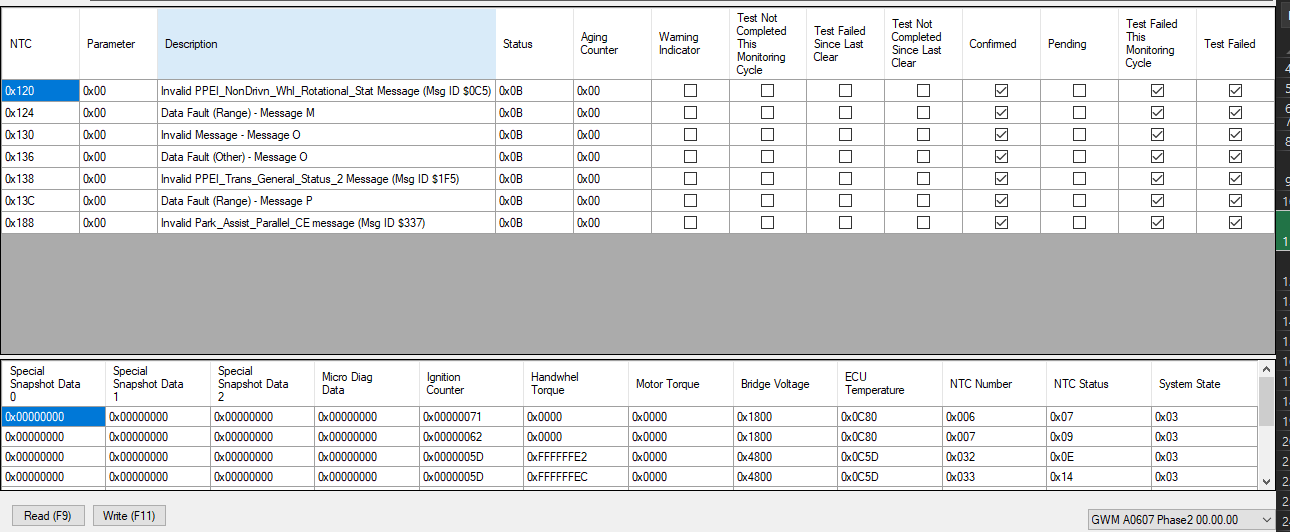 NTC Parameter Description Status Aging Counter Warning Indicator Test Not Completed This Monitoring Cycle Test Failed Since Last Clear Test Not Completed Since Last Clear Confirmed Pending Test Failed This Monitoring Cycle Test Failed
0x120 0x00 Invalid PPEI_NonDrivn_Whl_Rotational_Stat Message (Msg ID $0C5) 0x0B 0x00
0x124 0x00 Data Fault (Range) - Message M 0x0B 0x00
0x130 0x00 Invalid Message - Message O 0x0B 0x00
0x136 0x00 Data Fault (Other) - Message O 0x0B 0x00
0x138 0x00 Invalid PPEI_Trans_General_Status_2 Message (Msg ID $1F5) 0x0B 0x00
0x13C 0x00 Data Fault (Range) - Message P 0x0B 0x00
0x188 0x00 Invalid Park_Assist_Parallel_CE message (Msg ID $337) 0x0B 0x00
Special Snapshot Data 0 Special Snapshot Data 1 Special Snapshot Data 2 Micro Diag Data Ignition Counter Handwhel Torque Motor Torque Bridge Voltage ECU Temperature NTC Number NTC Status System State
0x00000000 0x00000000 0x00000000 0x00000000 0x00000071 0x0000 0x0000 0x1800 0x0C80 0x006 0x07 0x03
0x00000000 0x00000000 0x00000000 0x00000000 0x00000062 0x0000 0x0000 0x1800 0x0C80 0x007 0x09 0x03
0x00000000 0x00000000 0x00000000 0x00000000 0x0000005D 0xFFFFFFE2 0x0000 0x4800 0x0C5D 0x032 0x0E 0x03
0x00000000 0x00000000 0x00000000 0x00000000 0x0000005D 0xFFFFFFEC 0x0000 0x4800 0x0C5D 0x033 0x14 0x03
Read (F9) Write (F11) GWM A0607 Phase2 00.00.00